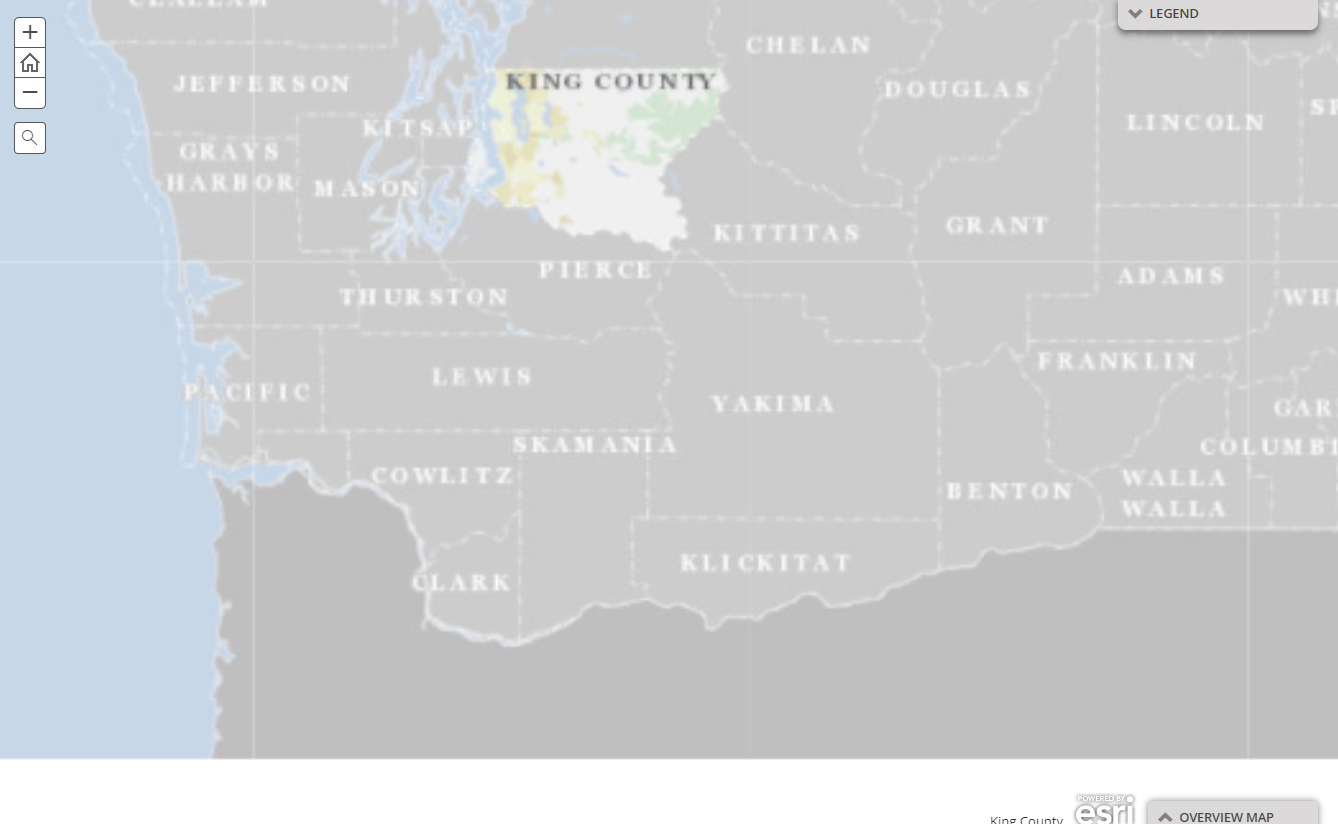 CLALLAM
LEGEND
CHELAN
KING COUNTY
JEFFERSON
DOUGLAS
LINCOLN
KITSAP
GRAYS
HARBOR
MASON
GRANT
KITTITAS
PIERCE
ADAMS
THURSTON
WHI
FRANKLIN
LEWIS
PACIFIC
YAKIMA
GAR
SKAMANIA
COLUMBI
COWLITZ
WALLA
WALLA
BENTON
KLICKITAT
CLARK
POWERED BY
esri
King County
OVERVIEW MAP